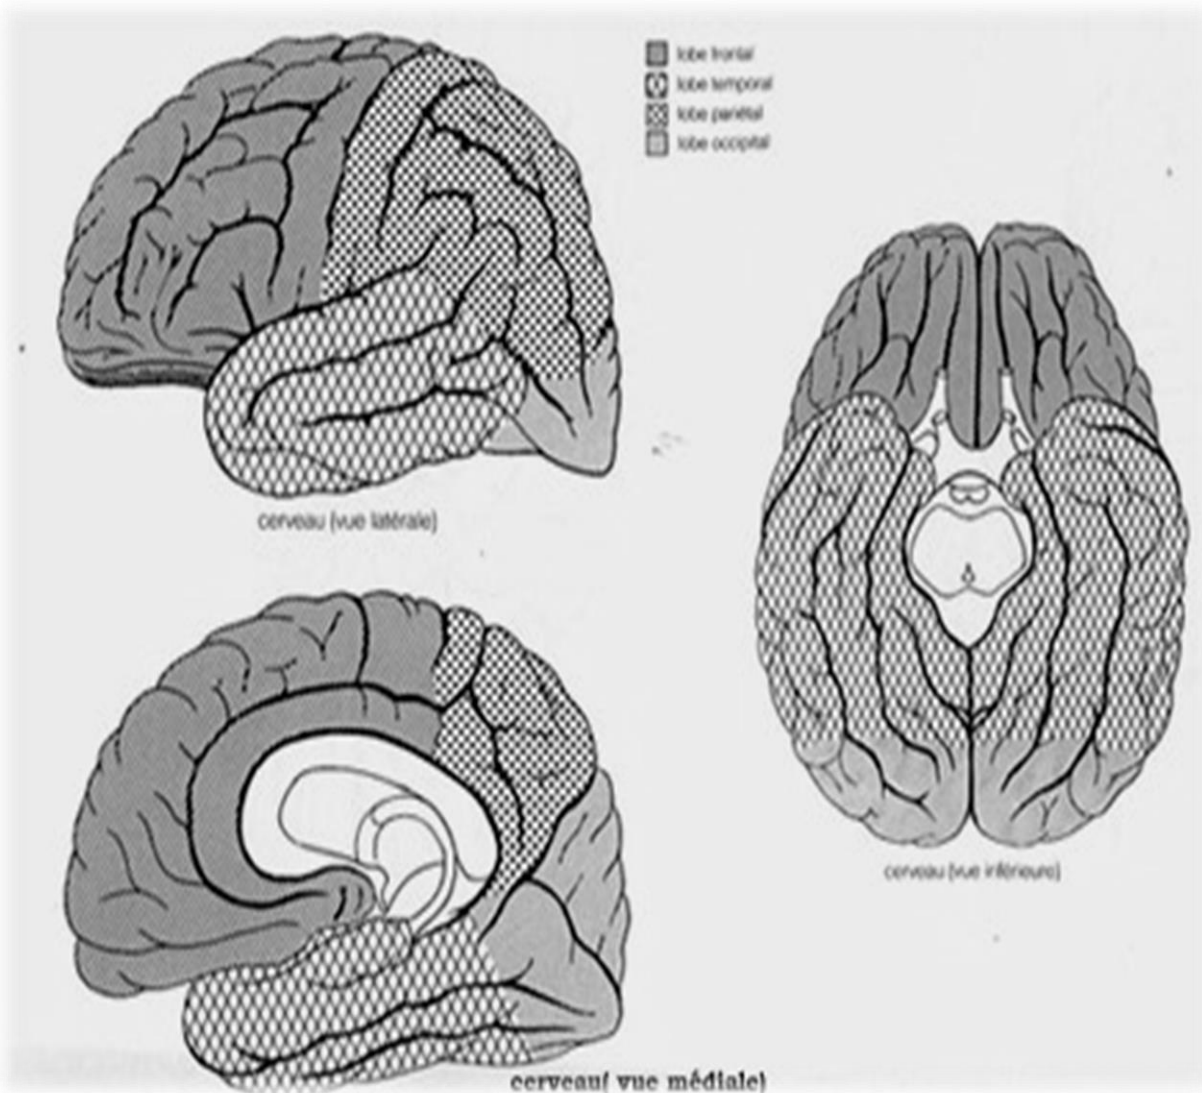 lobe frontal
lobe temporal
lobe pariétal
lobe occipital
cerveau (vue latérale)
cerveau (vue inférieure)
cerveau( vue médiale)